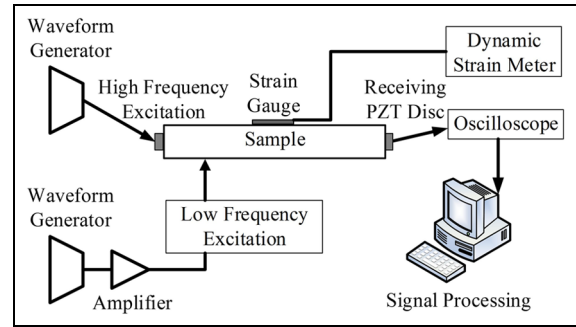 Waveform
Generator
High Frequency
Excitation
Strain
Gauge
Receiving
PZT Disc
Dynamic
Strain Meter
Oscilloscope
Sample
Waveform
Generator
Low Frequency
Excitation
Amplifier
Signal Processing